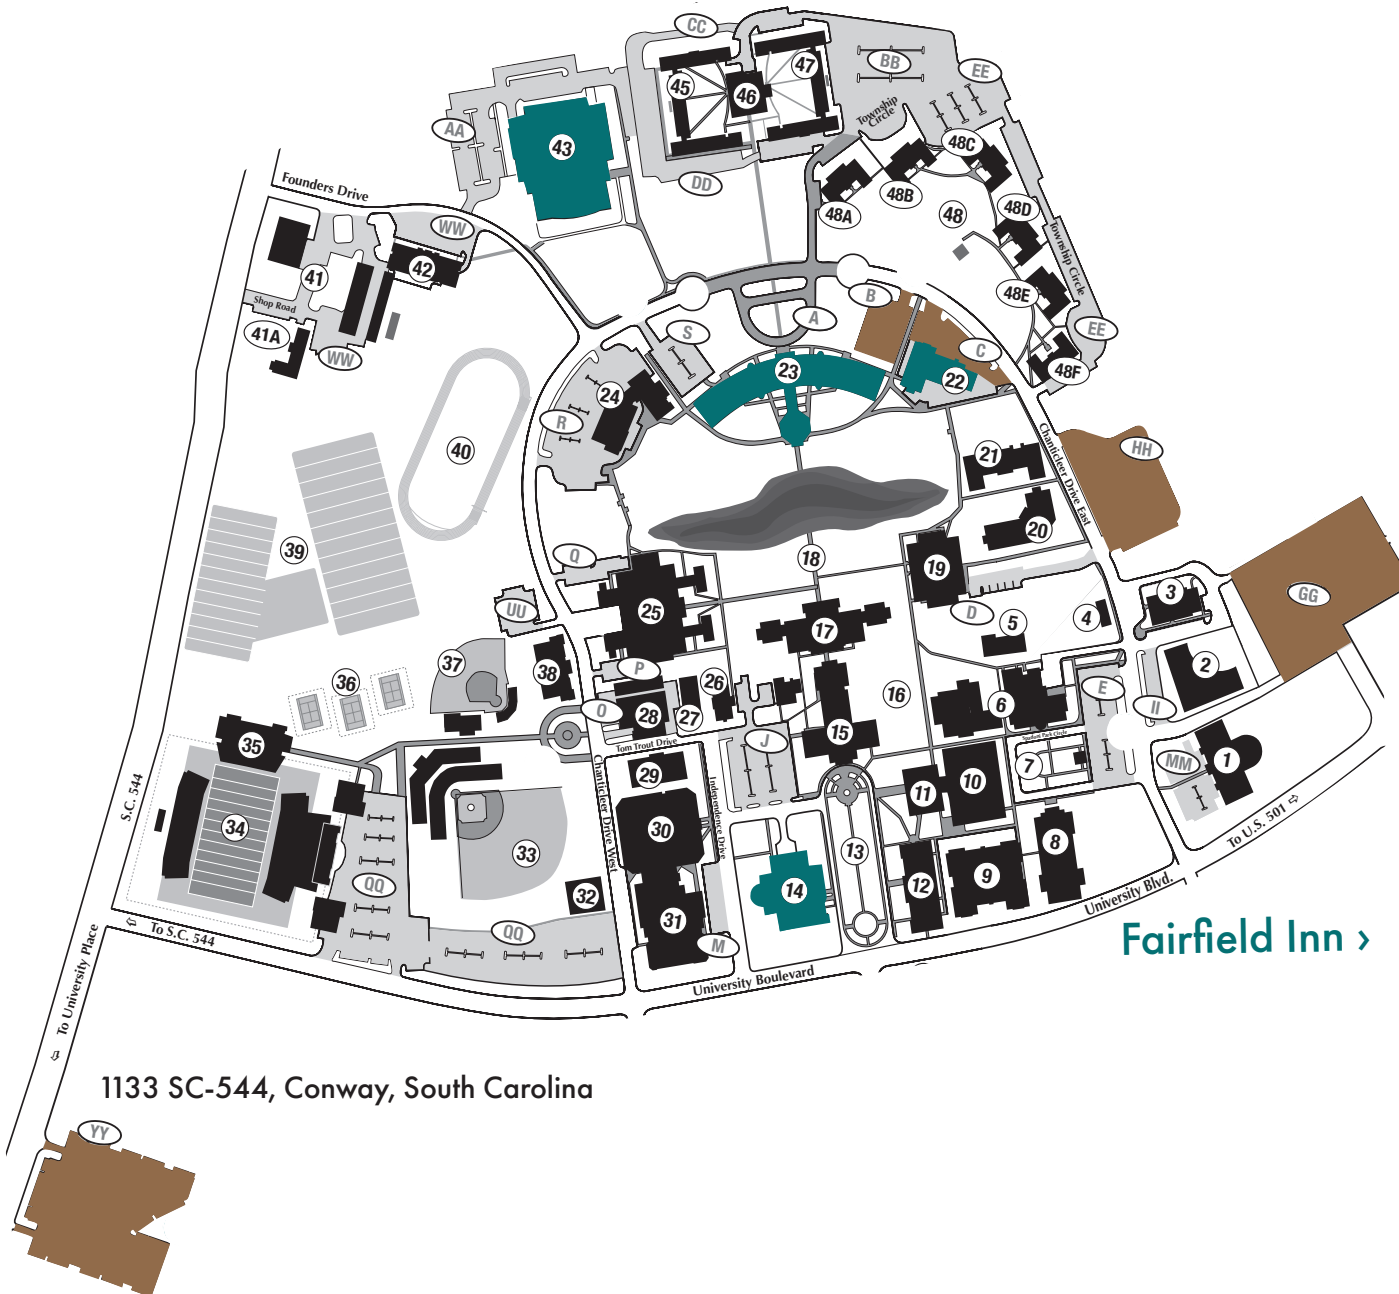 CC
BB
EE
45
46
47
Township
Circle
AA
43
48C
DD
48A
48B
48
48D
Founders Drive
WW
41
42
Township Circle
48E
Shop Road
41A
WW
B
A
S
C
EE
48F
23
22
24
R
40
21
Chanticleer Drive East
HH
39
20
18
19
Q
UU
25
17
D
5
4
3
GG
37
38
P
26
36
2
16
E
O
28
27
6
II
Tom Trout Drive
J
15
Spadoni Park Circle
35
7
MM
1
29
10
11
S.C. 544
Chanticleer Drive West
Independence Drive
34
30
33
13
8
To U.S. 501
QQ
32
14
12
9
University Blvd.
31
QQ
M
To S.C. 544
Fairfield Inn ›
University Boulevard
To University Place
1133 SC-544, Conway, South Carolina
YY